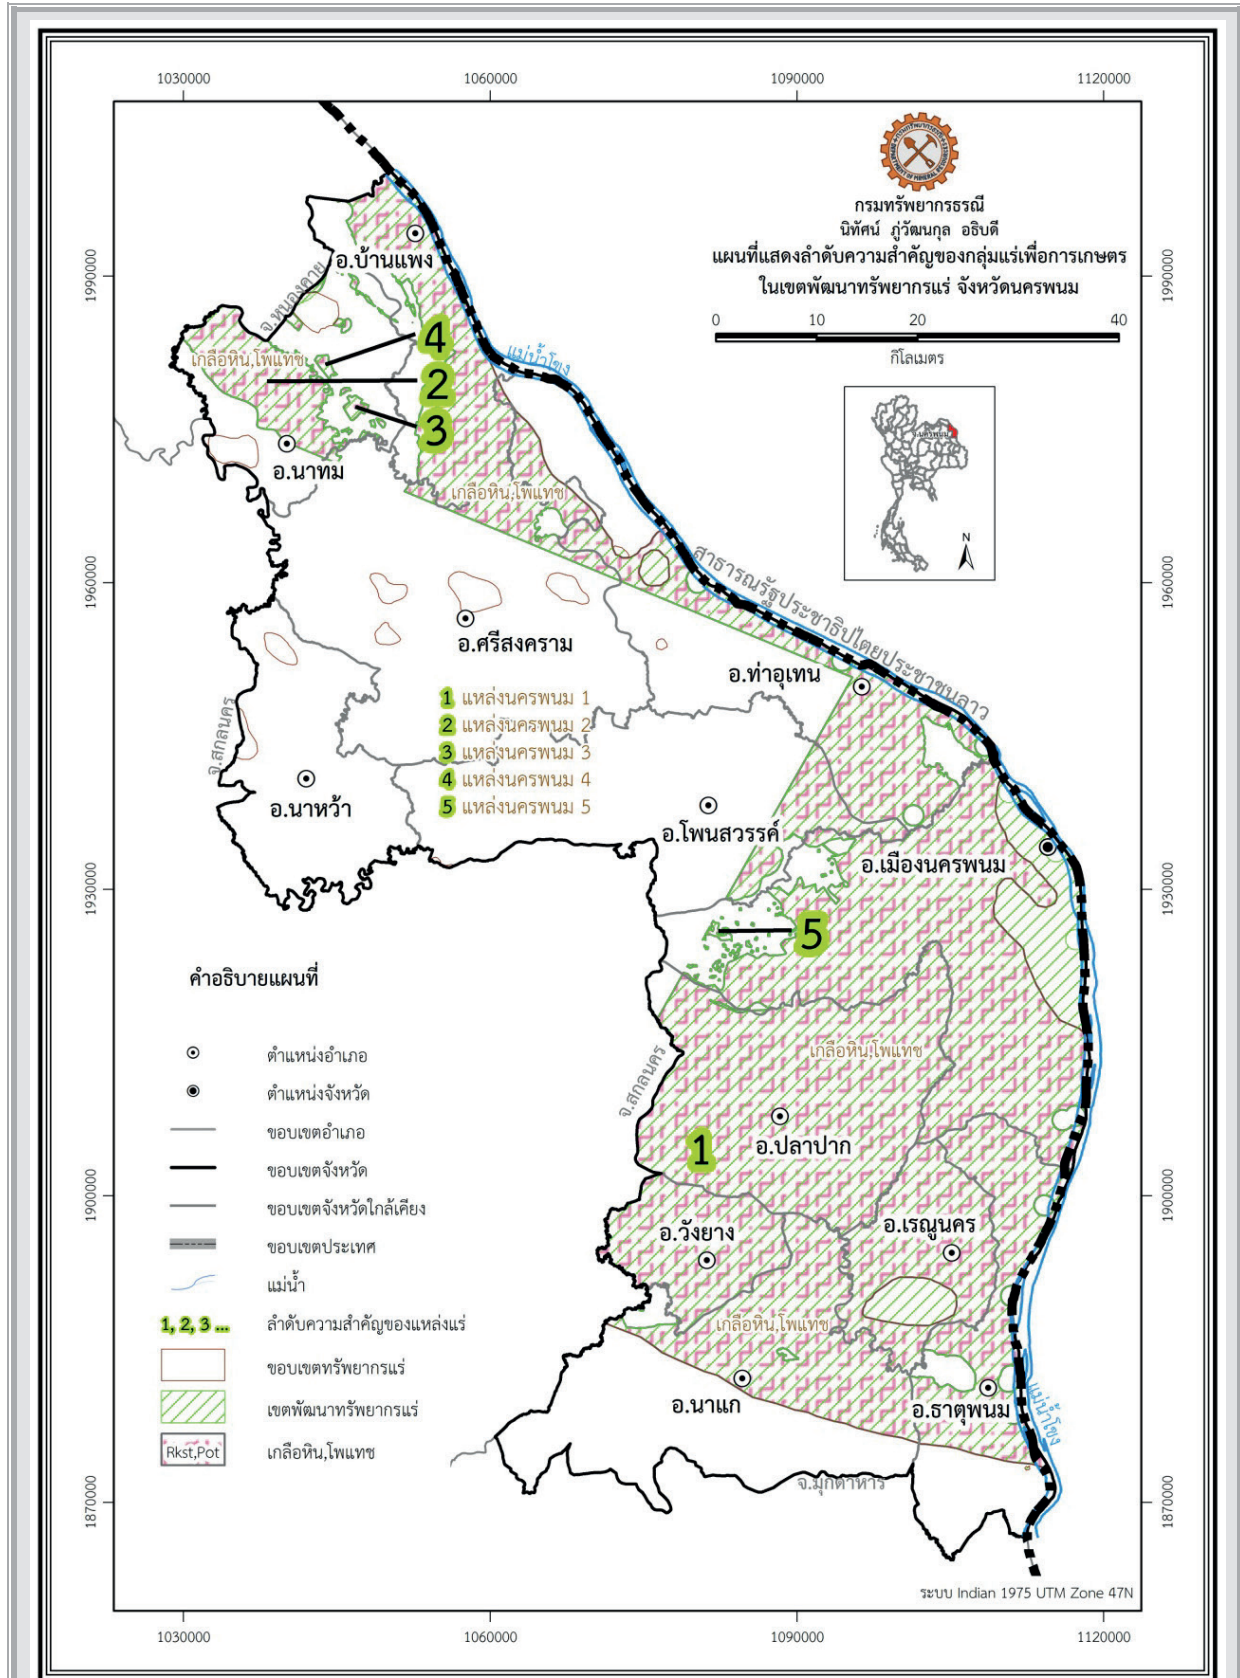 1030000 1060000 1090000 1120000
กรมทรัพยากรธรณี
นิทัศน์ ภู่วัฒนกุล อธิบดี
แผนที่แสดงลำดับความสำคัญของกลุ่มแร่เพื่อการเกษตร
ในเขตพัฒนาทรัพยากรแร่ จังหวัดนครพนม
0 10 20 40
กิโลเมตร
จ.นครพนม
N
1990000 1990000
1960000 1960000
1930000 1930000
1900000 1900000
1870000 1870000
อ.บ้านแพง
จ.หนองคาย
แม่น้ำโขง
เกลือหิน,โพแทช
4
2
3
อ.นาทม
เกลือหิน,โพแทช
สาธารณรัฐประชาธิปไตยประชาชนลาว
อ.ศรีสงคราม
อ.ท่าอุเทน
จ.สกลนคร
1 แหล่งนครพนม 1
2 แหล่งนครพนม 2
3 แหล่งนครพนม 3
4 แหล่งนครพนม 4
5 แหล่งนครพนม 5
อ.นาหว้า
อ.โพนสวรรค์
อ.เมืองนครพนม
5
เกลือหิน,โพแทช
จ.สกลนคร
1
อ.ปลาปาก
อ.วังยาง
อ.เรณูนคร
เกลือหิน,โพแทช
อ.นาแก
อ.ธาตุพนม
แม่น้ำโขง
จ.มุกดาหาร
คำอธิบายแผนที่
ตำแหน่งอำเภอ
ตำแหน่งจังหวัด
ขอบเขตอำเภอ
ขอบเขตจังหวัด
ขอบเขตจังหวัดใกล้เคียง
ขอบเขตประเทศ
แม่น้ำ
1, 2, 3 ... ลำดับความสำคัญของแหล่งแร่
ขอบเขตทรัพยากรแร่
เขตพัฒนาทรัพยากรแร่
Rkst,Pot เกลือหิน,โพแทช
ระบบ Indian 1975 UTM Zone 47N
1030000 1060000 1090000 1120000